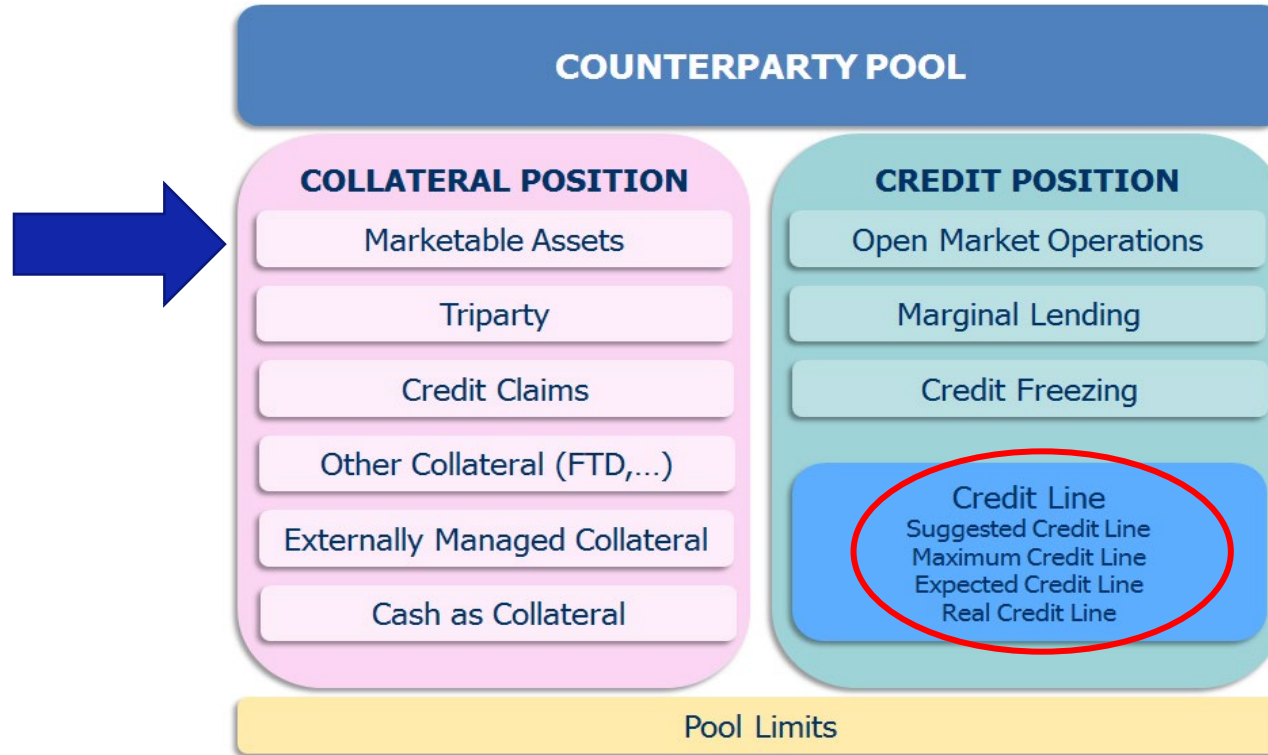 COUNTERPARTY POOL
COLLATERAL POSITION
Marketable Assets
Triparty
Credit Claims
Other Collateral (FTD,...)
Externally Managed Collateral
Cash as Collateral
CREDIT POSITION
Open Market Operations
Marginal Lending
Credit Freezing
Credit Line
Suggested Credit Line
Maximum Credit Line
Expected Credit Line
Real Credit Line
Pool Limits